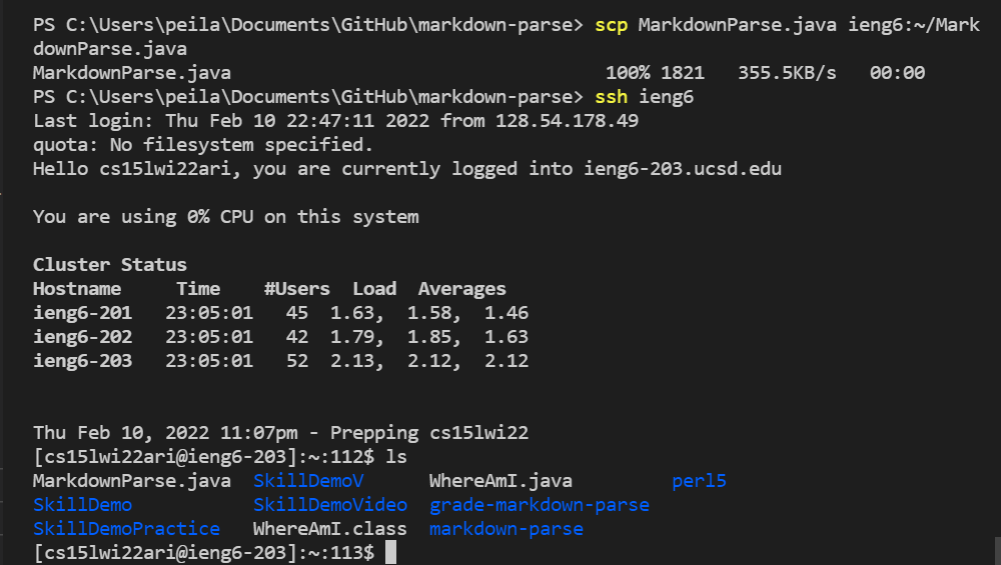 PS C:\Users\peila\Documents\GitHub\markdown-parse> scp MarkdownParse.java ieng6:~/Mark
downParse.java
MarkdownParse.java                                  100% 1821   355.5KB/s   00:00
PS C:\Users\peila\Documents\GitHub\markdown-parse> ssh ieng6
Last login: Thu Feb 10 22:47:11 2022 from 128.54.178.49
quota: No filesystem specified.
Hello cs15lwi22ari, you are currently logged into ieng6-203.ucsd.edu
You are using 0% CPU on this system
Cluster Status
Hostname     Time    #Users  Load  Averages
ieng6-201   23:05:01   45  1.63,  1.58,  1.46
ieng6-202   23:05:01   42  1.79,  1.85,  1.63
ieng6-203   23:05:01   52  2.13,  2.12,  2.12
Thu Feb 10, 2022 11:07pm - Prepping cs15lwi22
[cs15lwi22ari@ieng6-203]:~:112$ ls
MarkdownParse.java  SkillDemoV      WhereAmI.java         perl5
SkillDemo           SkillDemoVideo  grade-markdown-parse
SkillDemoPractice   WhereAmI.class  markdown-parse
[cs15lwi22ari@ieng6-203]:~:113$